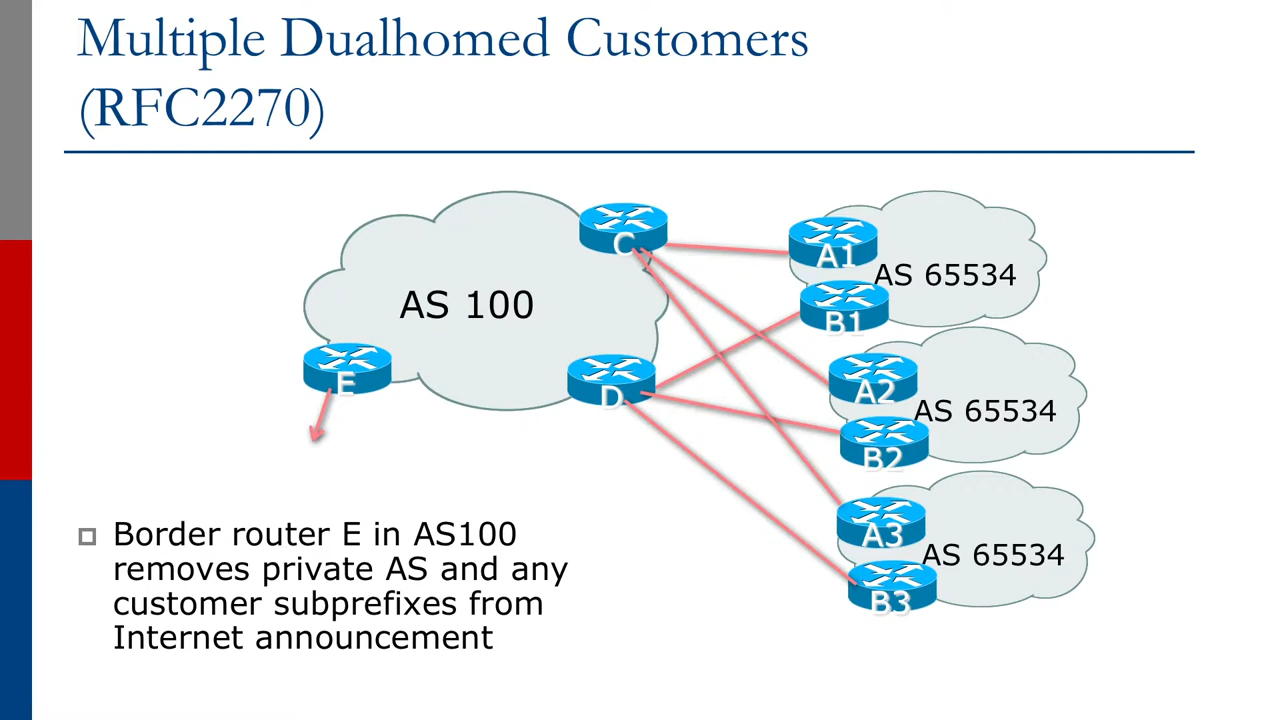 Multiple Dualhomed Customers
(RFC2270)
C
A1
AS 65534
B1
AS 100
E
D
A2
AS 65534
B2
A3
AS 65534
B3
Border router E in AS100
removes private AS and any
customer subprefixes from
Internet announcement